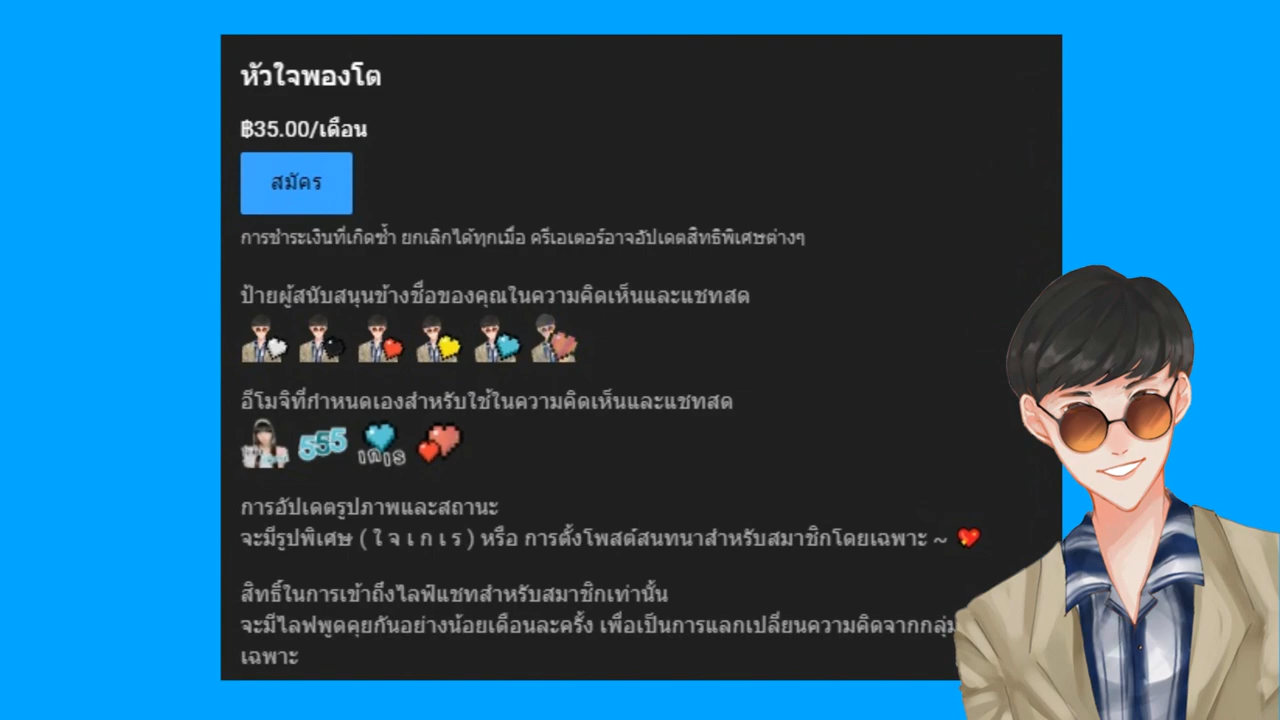 หัวใจพองโต
฿35.00/เดือน
สมัคร
การชำระเงินที่เกิดซ้ำ ยกเลิกได้ทุกเมื่อ ครีเอเตอร์อาจอัปเดตสิทธิพิเศษต่างๆ
ป้ายผู้สนับสนุนข้างชื่อของคุณในความคิดเห็นและแชทสด
อีโมจิที่กำหนดเองสำหรับใช้ในความคิดเห็นและแชทสด
555 เกเร
การอัปเดตรูปภาพและสถานะ
จะมีรูปพิเศษ ( ใ จ เ ก เ ร ) หรือ การตั้งโพสต์สนทนาสำหรับสมาชิกโดยเฉพาะ ~
สิทธิ์ในการเข้าถึงไลฟ์แชทสำหรับสมาชิกเท่านั้น
จะมีไลฟพูดคุยกันอย่างน้อยเดือนละครั้ง เพื่อเป็นการแลกเปลี่ยนความคิดจากกลุ่ม
เฉพาะ